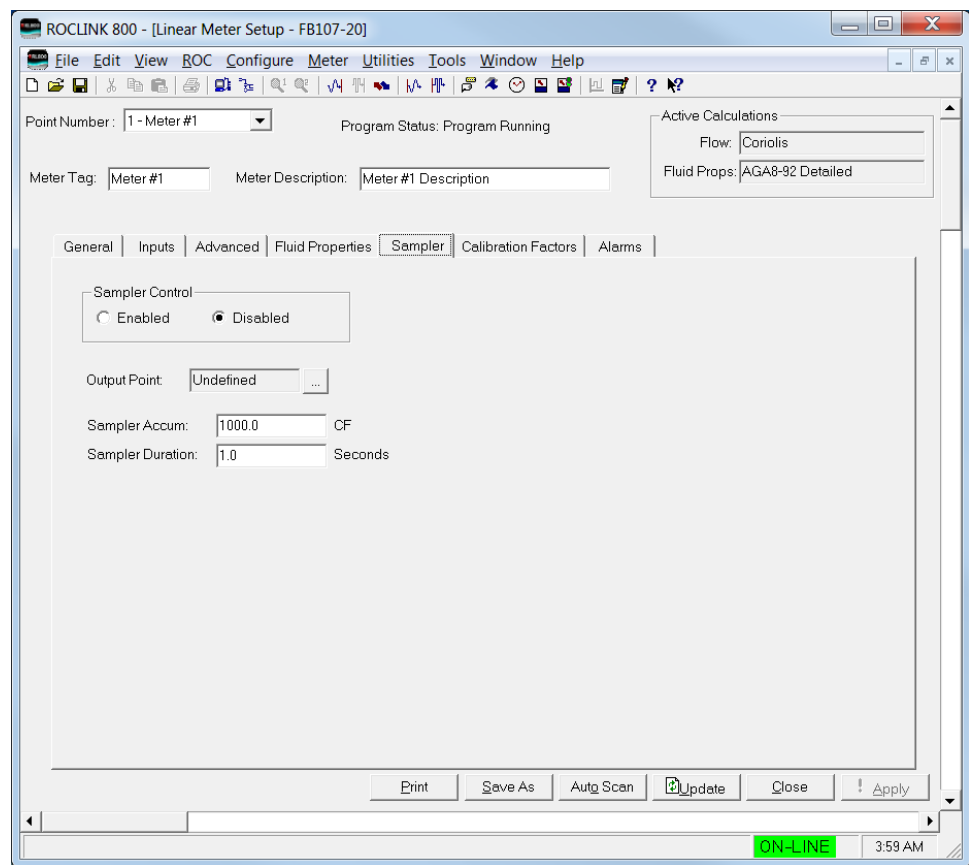 ROCLINK 800 - [Linear Meter Setup - FB107-20]
File Edit View ROC Configure Meter Utilities Tools Window Help
Point Number : 1 - Meter #1
Program Status: Program Running
Active Calculations
Flow: Coriolis
Fluid Props: AGA8-92 Detailed
Meter Tag: Meter #1 Meter Description: Meter #1 Description
General Inputs Advanced Fluid Properties Sampler Calibration Factors Alarms
Sampler Control
Enabled Disabled
Output Point: Undefined ...
Sampler Accum: 1000.0 CF
Sampler Duration: 1.0 Seconds
Print Save As Auto Scan Update Close ! Apply
ON-LINE 3:59 AM